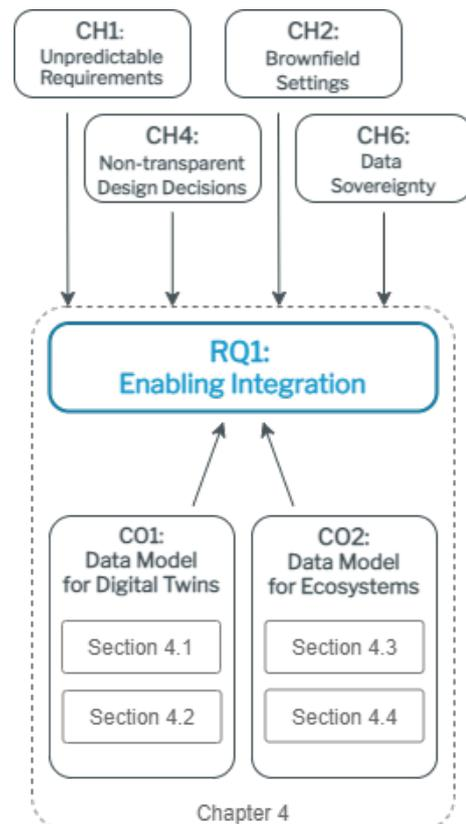 CH1:
Unpredictable
Requirements
CH2:
Brownfield
Settings
CH4:
Non-transparent
Design Decisions
CH6:
Data
Sovereignty
RQ1:
Enabling Integration
CO1:
Data Model
for Digital Twins
Section 4.1
Section 4.2
CO2:
Data Model
for Ecosystems
Section 4.3
Section 4.4
Chapter 4